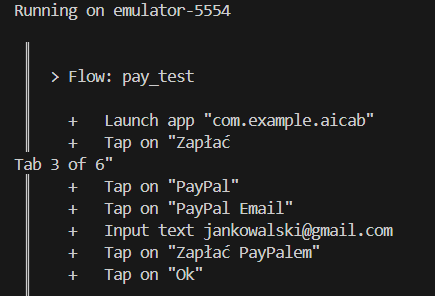 Running on emulator-5554
> Flow: pay_test
+ Launch app "com.example.aicab"
+ Tap on "Zapłać
Tab 3 of 6"
+ Tap on "PayPal"
+ Tap on "PayPal Email"
+ Input text jankowalski@gmail.com
+ Tap on "Zapłać PayPalem"
+ Tap on "Ok"